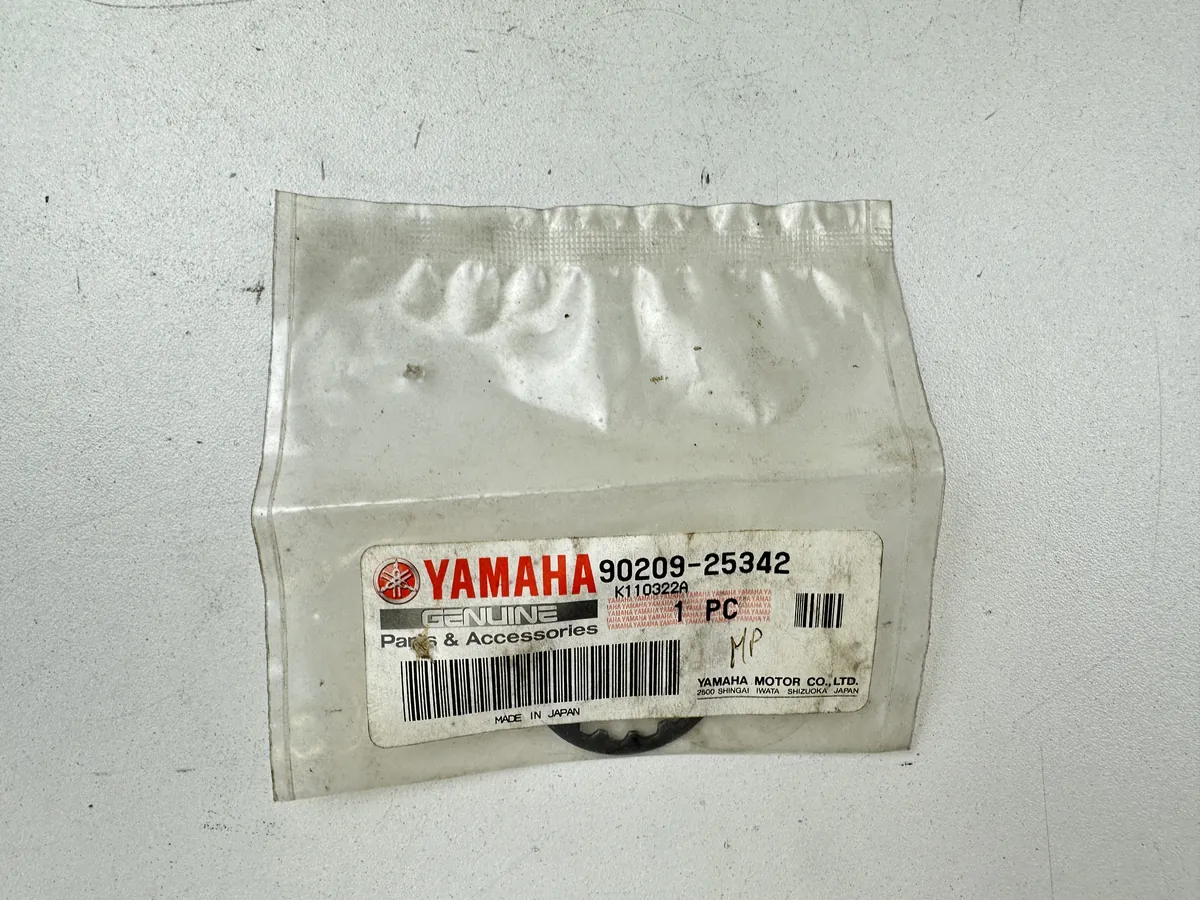 YAMAHA 90209-25342
K110322A
GENUINE
1 PC
Parts & Accessories
MP
YAMAHA MOTOR CO., LTD.
2500 SHINGAI IWATA SHIZUOKA JAPAN
MADE IN JAPAN